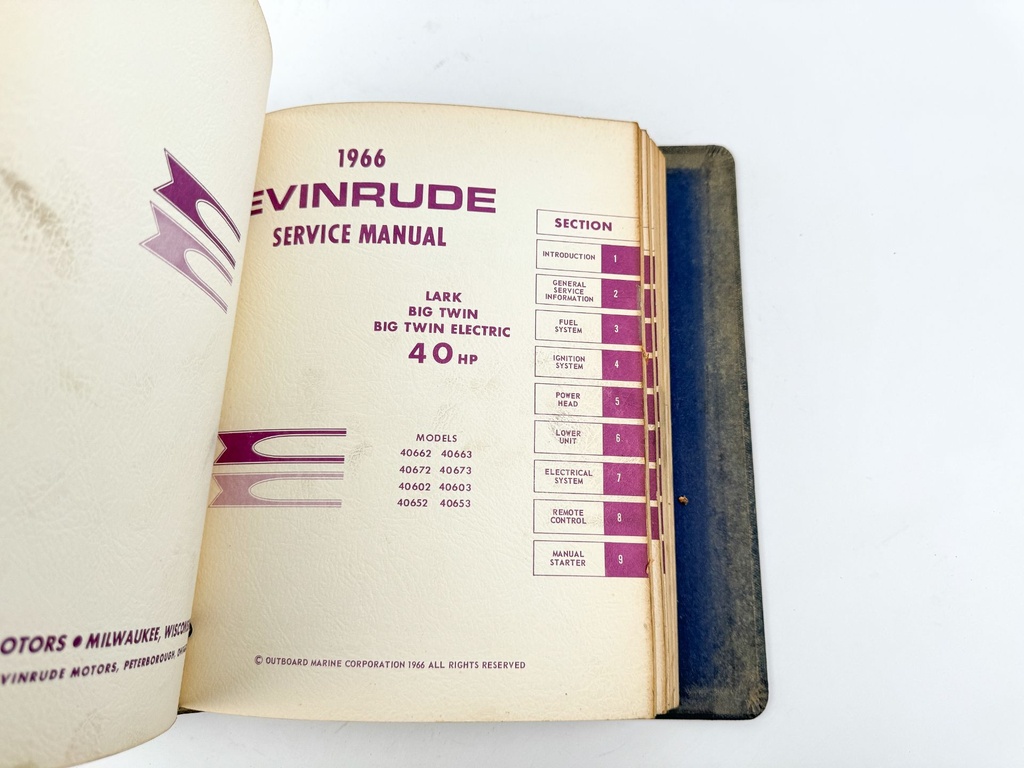 1966
EVINRUDE
SERVICE MANUAL
LARK
BIG TWIN
BIG TWIN ELECTRIC
40 HP
MODELS
40662 40663
40672 40673
40602 40603
40652 40653
SECTION
INTRODUCTION 1
GENERAL
SERVICE
INFORMATION 2
FUEL
SYSTEM 3
IGNITION
SYSTEM 4
POWER
HEAD 5
LOWER
UNIT 6
ELECTRICAL
SYSTEM 7
REMOTE
CONTROL 8
MANUAL
STARTER 9
© OUTBOARD MARINE CORPORATION 1966 ALL RIGHTS RESERVED
OTORS • MILWAUKEE, WISCONS
VINRUDE MOTORS, PETERBOROUGH,